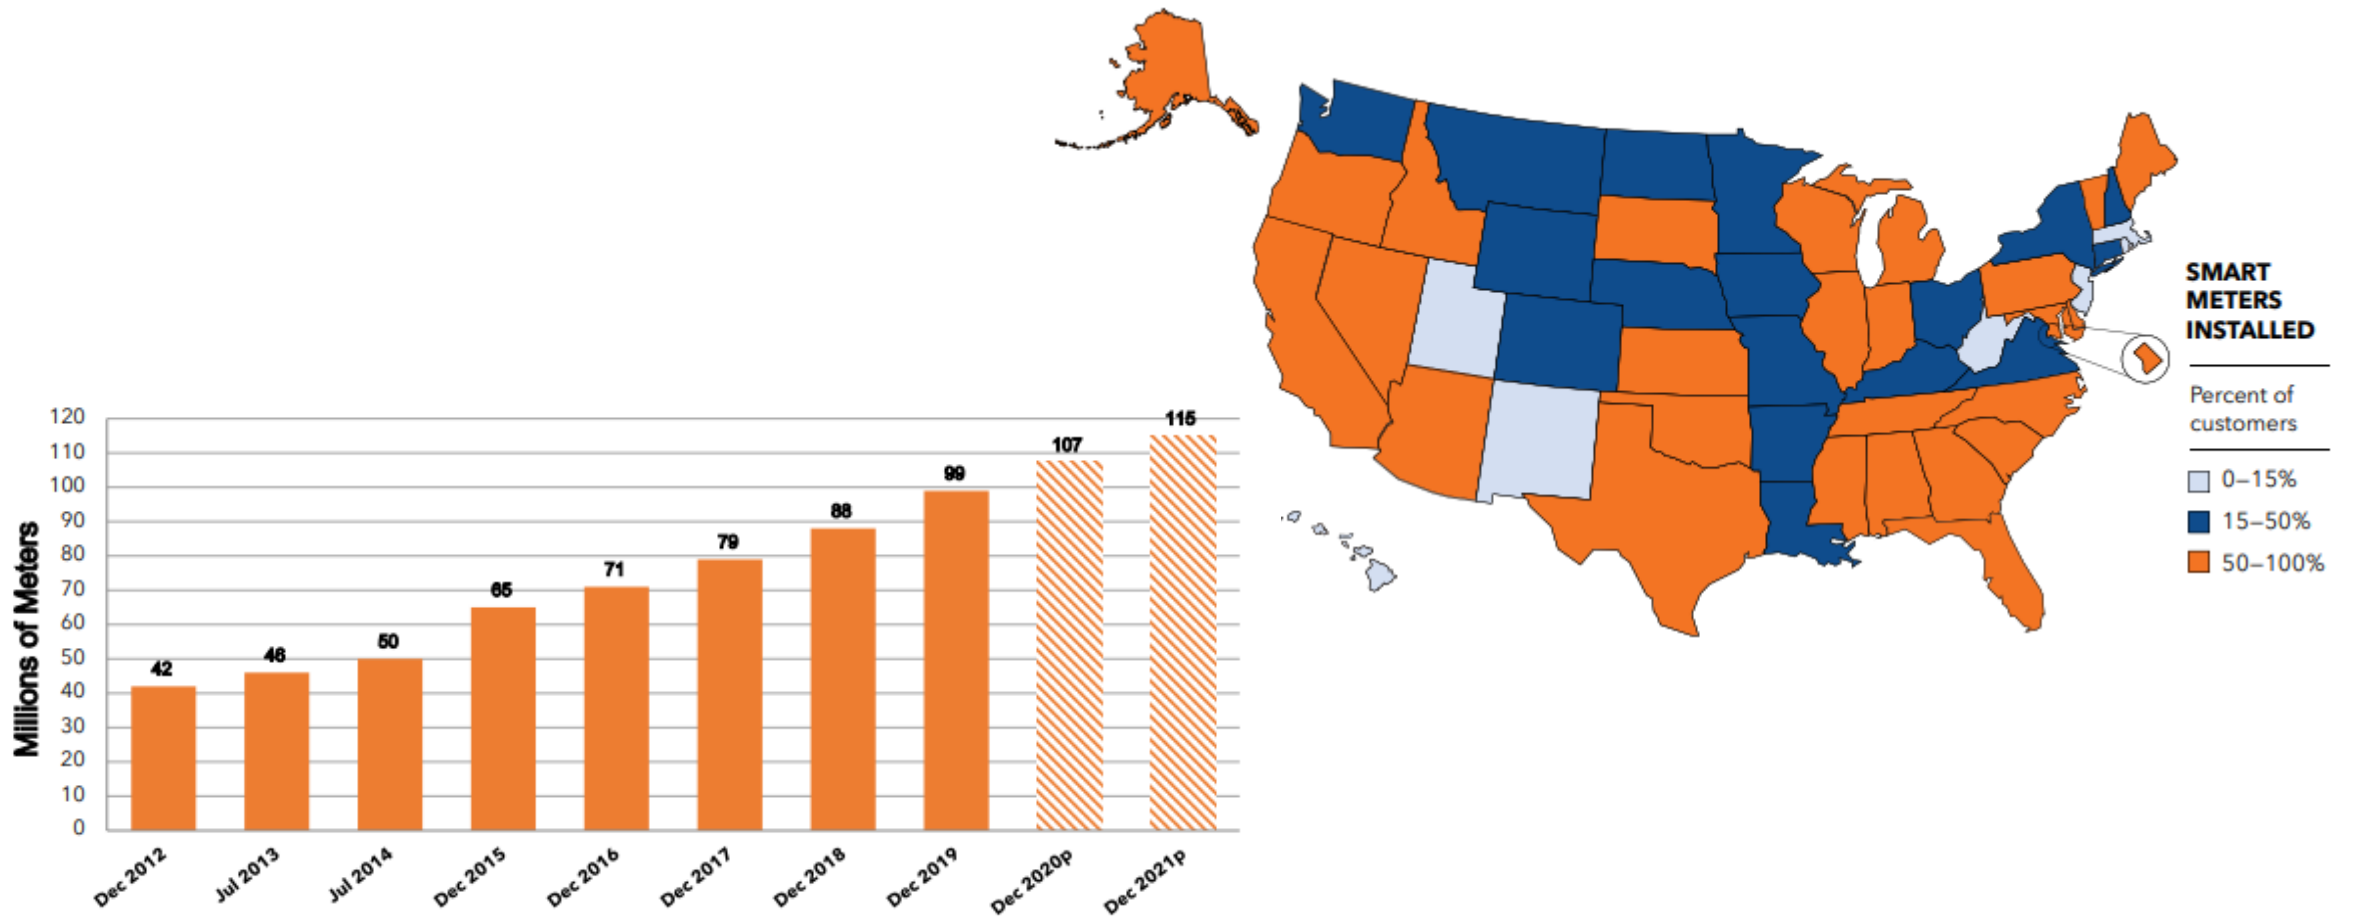 120
110
100
90
80
70
60
50
40
30
20
10
0
Millions of Meters
42
46
50
65
71
79
88
99
107
115
Dec 2012
Jul 2013
Jul 2014
Dec 2015
Dec 2016
Dec 2017
Dec 2018
Dec 2019
Dec 2020p
Dec 2021p
SMART
METERS
INSTALLED
Percent of
customers
0–15%
15–50%
50–100%